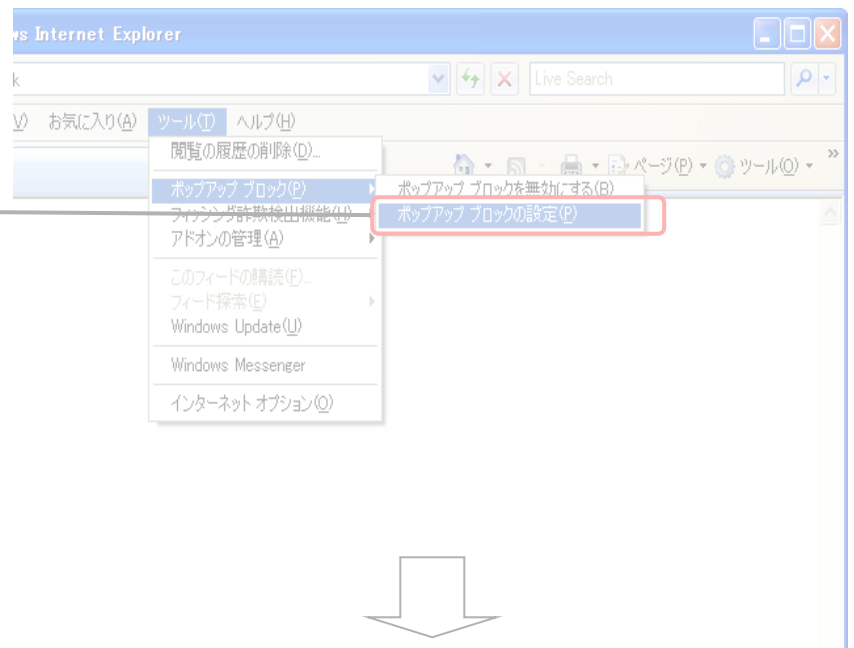 ws Internet Explorer
k
Live Search
V) お気に入り(A) ツール(T) ヘルプ(H)
閲覧の履歴の削除(D)...
ページ(P) ツール(O) »
ポップアップ ブロック(P)
ポップアップ ブロックを無効にする(B)
フィッシング詐欺検出機能(H)
ポップアップ ブロックの設定(P)
アドオンの管理(A)
このフィードの購読(F)...
フィード探索(E)
Windows Update(U)
Windows Messenger
インターネット オプション(O)